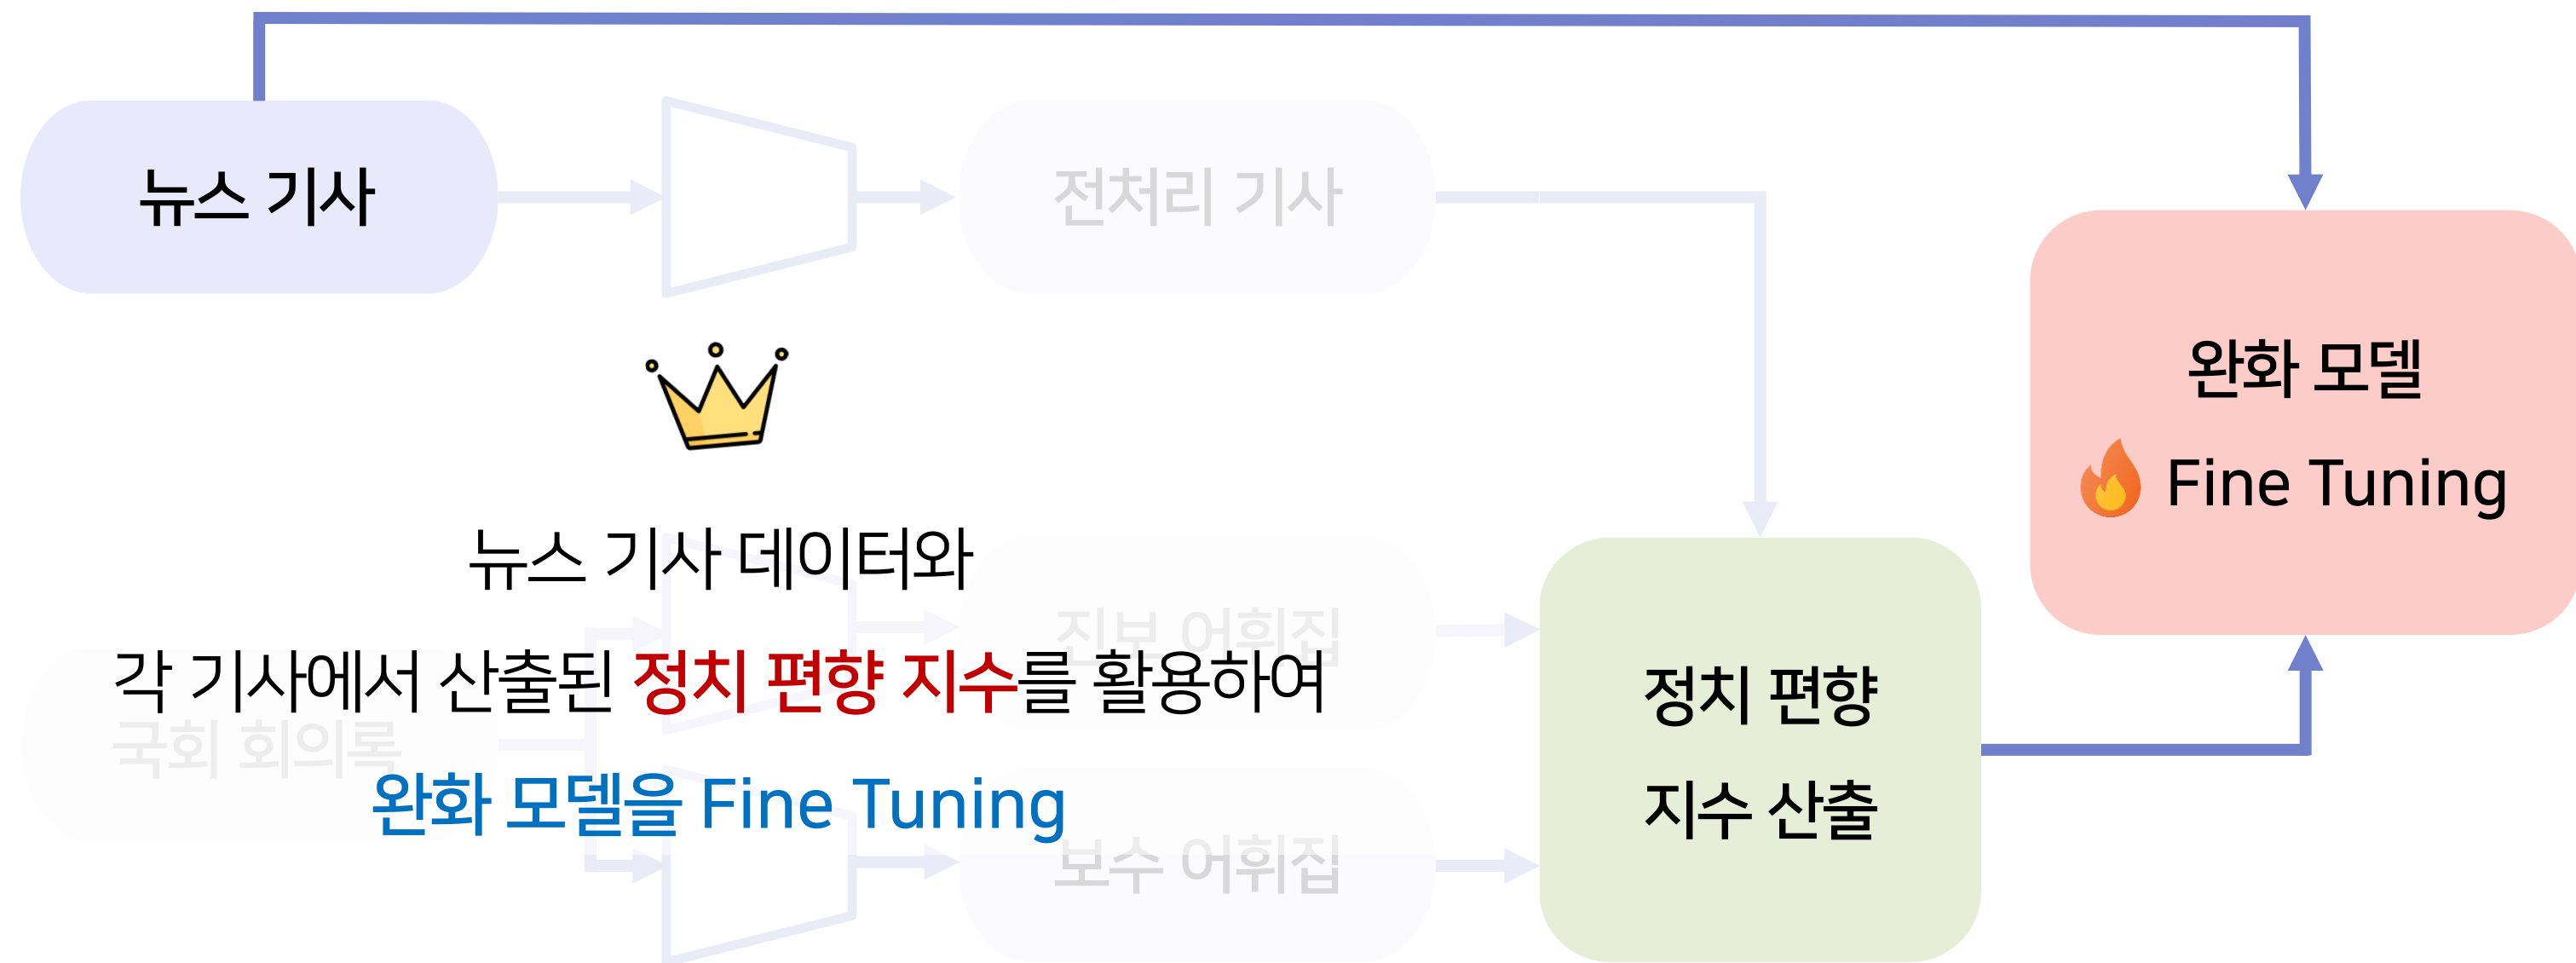 뉴스 기사
전처리 기사
완화 모델
Fine Tuning
뉴스 기사 데이터와
각 기사에서 산출된 정치 편향 지수를 활용하여
완화 모델을 Fine Tuning
국회 회의록
진보 어휘집
보수 어휘집
정치 편향
지수 산출